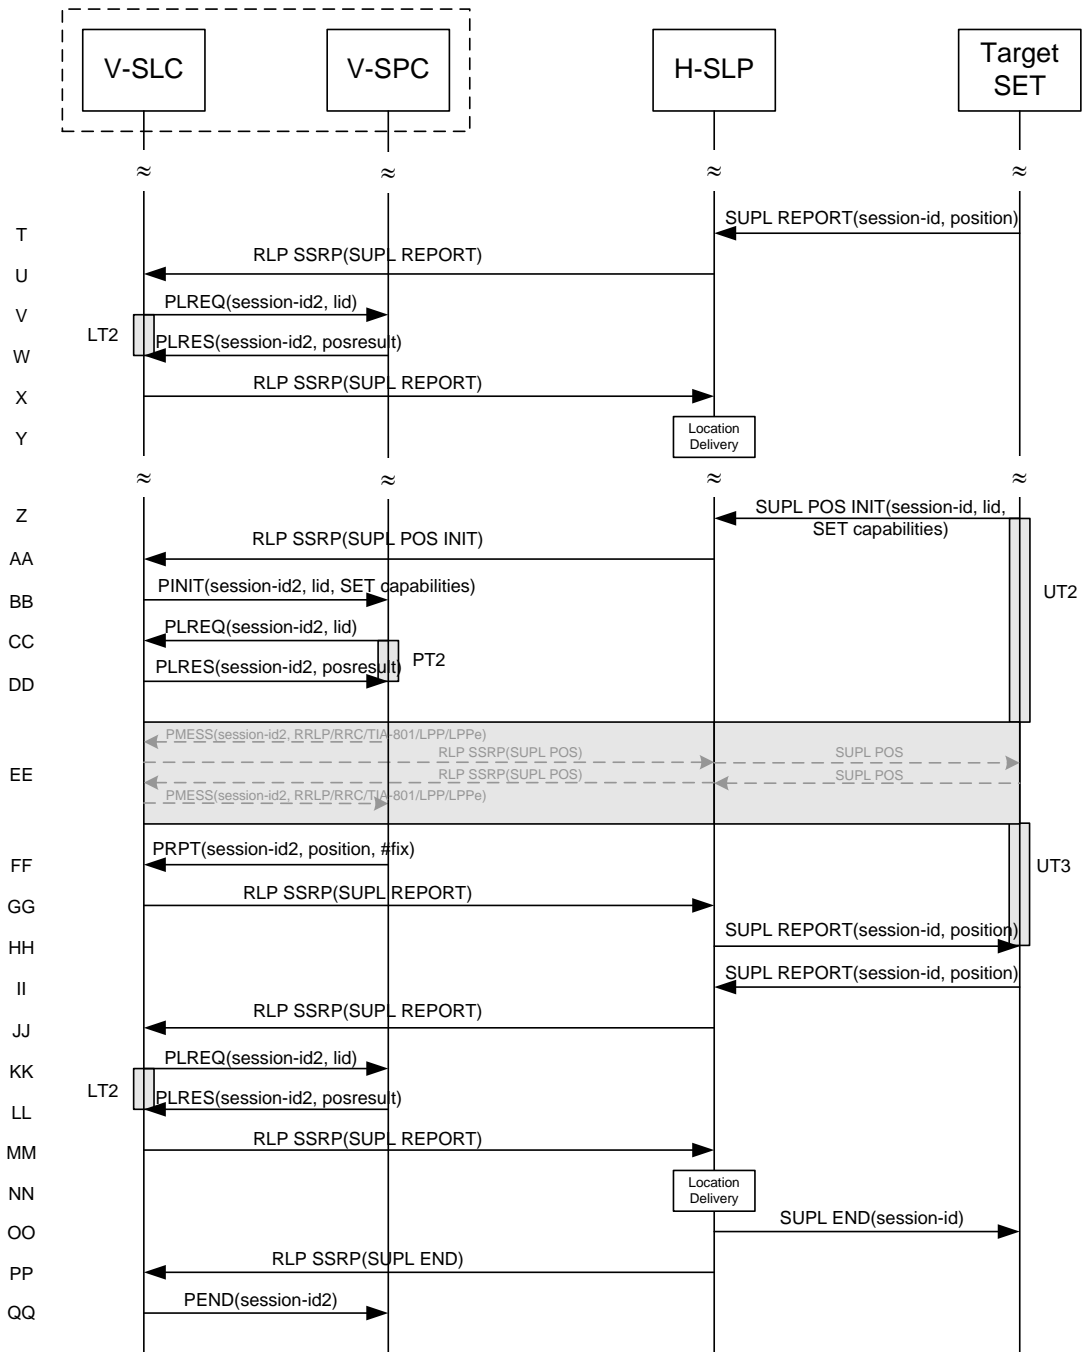 V-SLC
V-SPC
H-SLP
Target
SET
≈ ≈ ≈ ≈
T
SUPL REPORT(session-id, position)
U
RLP SSRP(SUPL REPORT)
V
PLREQ(session-id2, lid)
LT2
W
PLRES(session-id2, posresult)
X
RLP SSRP(SUPL REPORT)
Y
Location
Delivery
≈ ≈ ≈ ≈
Z
SUPL POS INIT(session-id, lid,
SET capabilities)
AA
RLP SSRP(SUPL POS INIT)
BB
PINIT(session-id2, lid, SET capabilities)
UT2
CC
PLREQ(session-id2, lid)
PT2
DD
PLRES(session-id2, posresult)
EE
PMESS(session-id2, RRLP/RRC/TIA-801/LPP/LPPe)
RLP SSRP(SUPL POS)
SUPL POS
RLP SSRP(SUPL POS)
SUPL POS
PMESS(session-id2, RRLP/RRC/TIA-801/LPP/LPPe)
FF
PRPT(session-id2, position, #fix)
UT3
GG
RLP SSRP(SUPL REPORT)
HH
SUPL REPORT(session-id, position)
II
SUPL REPORT(session-id, position)
JJ
RLP SSRP(SUPL REPORT)
KK
PLREQ(session-id2, lid)
LT2
LL
PLRES(session-id2, posresult)
MM
RLP SSRP(SUPL REPORT)
NN
Location
Delivery
OO
SUPL END(session-id)
PP
RLP SSRP(SUPL END)
QQ
PEND(session-id2)